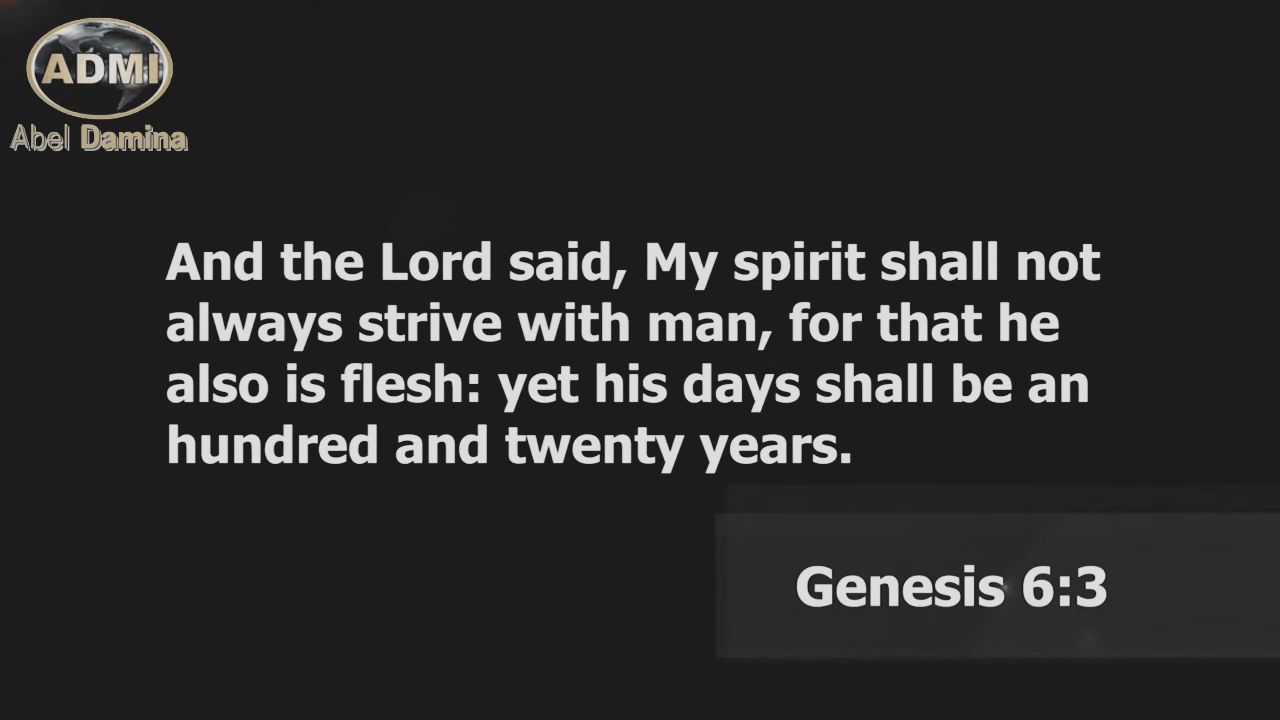 ADMI
Abel Damina
And the Lord said, My spirit shall not
always strive with man, for that he
also is flesh: yet his days shall be an
hundred and twenty years.
Genesis 6:3